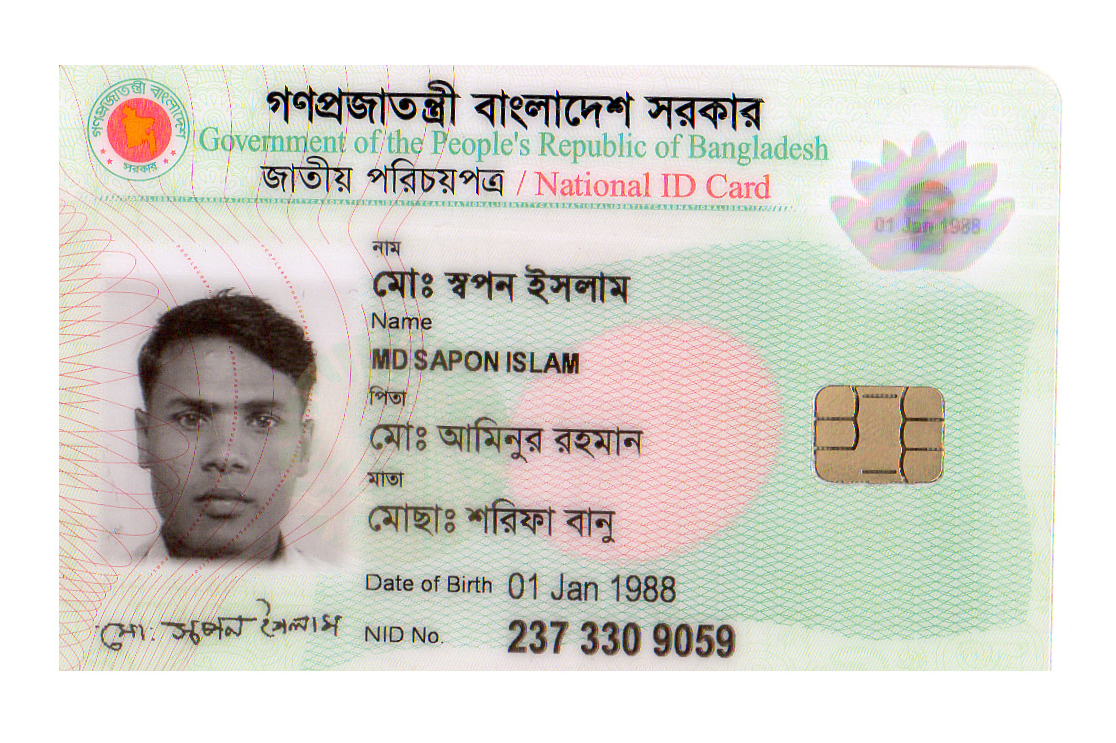 গণপ্রজাতন্ত্রী বাংলাদেশ
সরকার
গণপ্রজাতন্ত্রী বাংলাদেশ সরকার
Government of the People's Republic of Bangladesh
জাতীয় পরিচয়পত্র / National ID Card
01 Jan 1988
নাম
মোঃ স্বপন ইসলাম
Name
MD SAPON ISLAM
পিতা
মোঃ আমিনুর রহমান
মাতা
মোছাঃ শরিফা বানু
Date of Birth 01 Jan 1988
মো: স্বপন ইসলাম
NID No. 237 330 9059